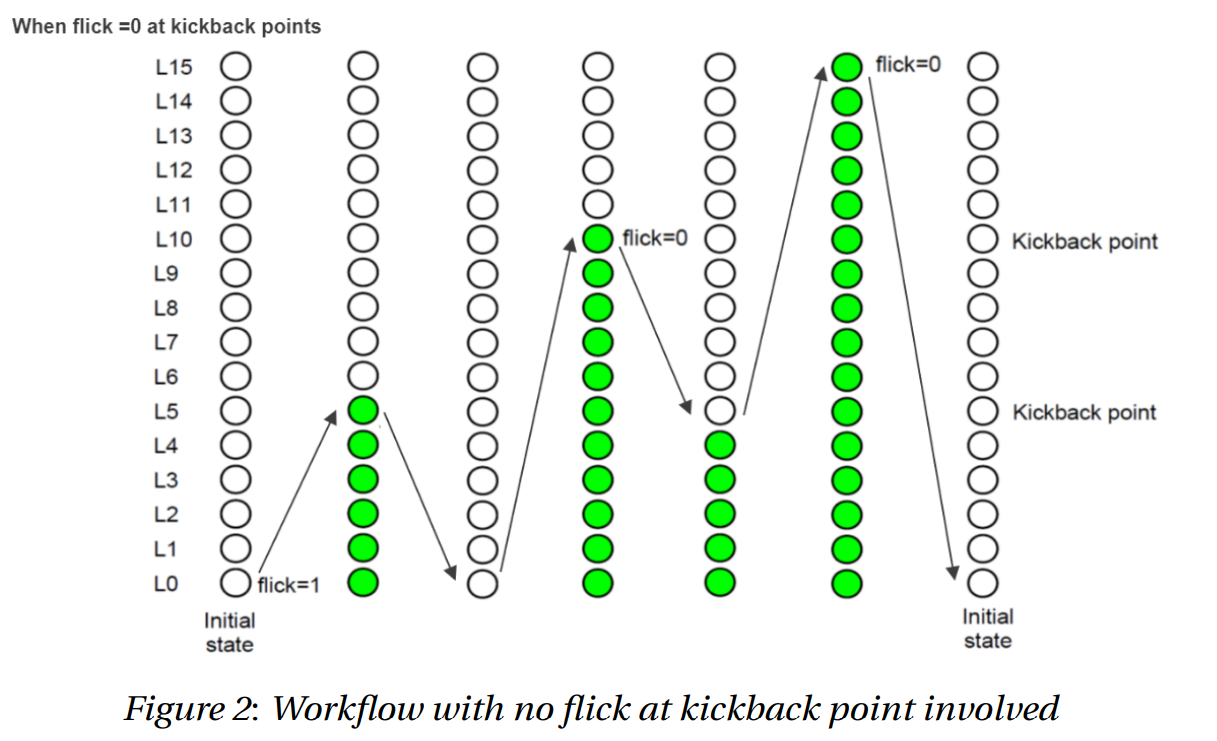 When flick =0 at kickback points
L15 flick=0
L14
L13
L12
L11
L10 flick=0 Kickback point
L9
L8
L7
L6
L5 Kickback point
L4
L3
L2
L1
L0 flick=1
Initial
state
Initial
state
Figure 2: Workflow with no flick at kickback point involved